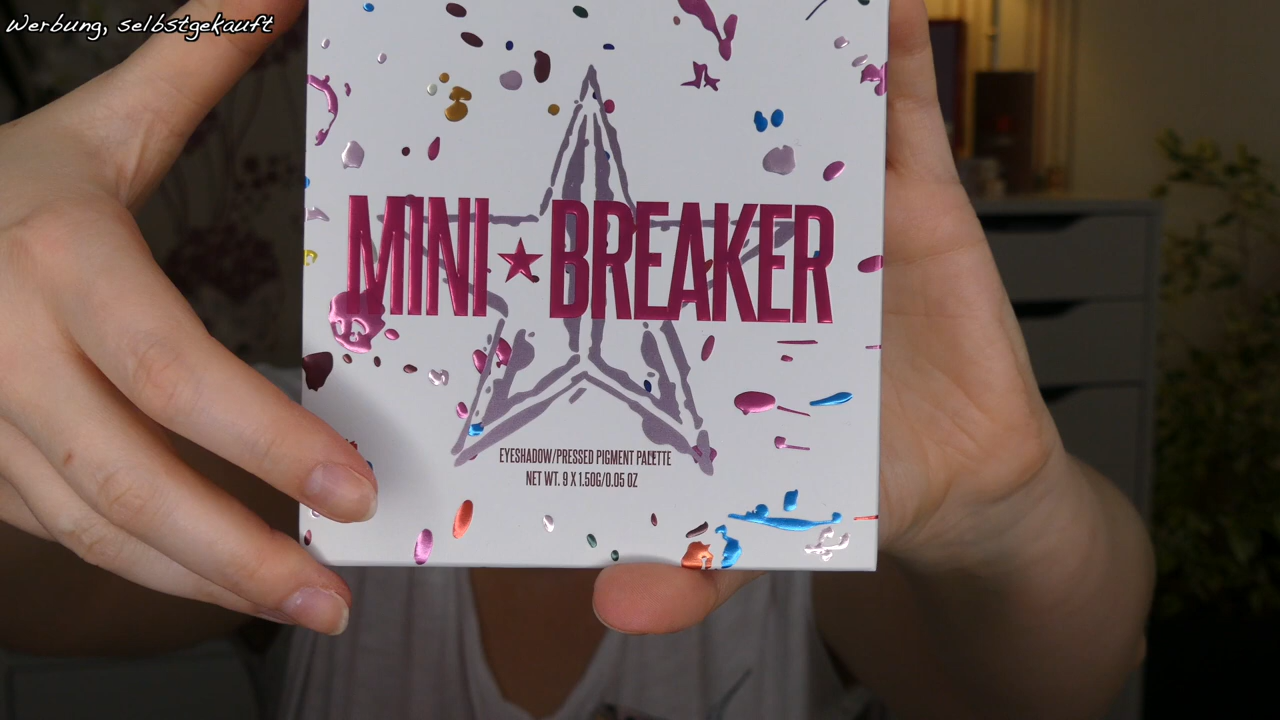 Werbung, selbstgekauft
MINI ★ BREAKER
EYESHADOW/PRESSED PIGMENT PALETTE
NET WT. 9 X 1.50G/0.05 OZ